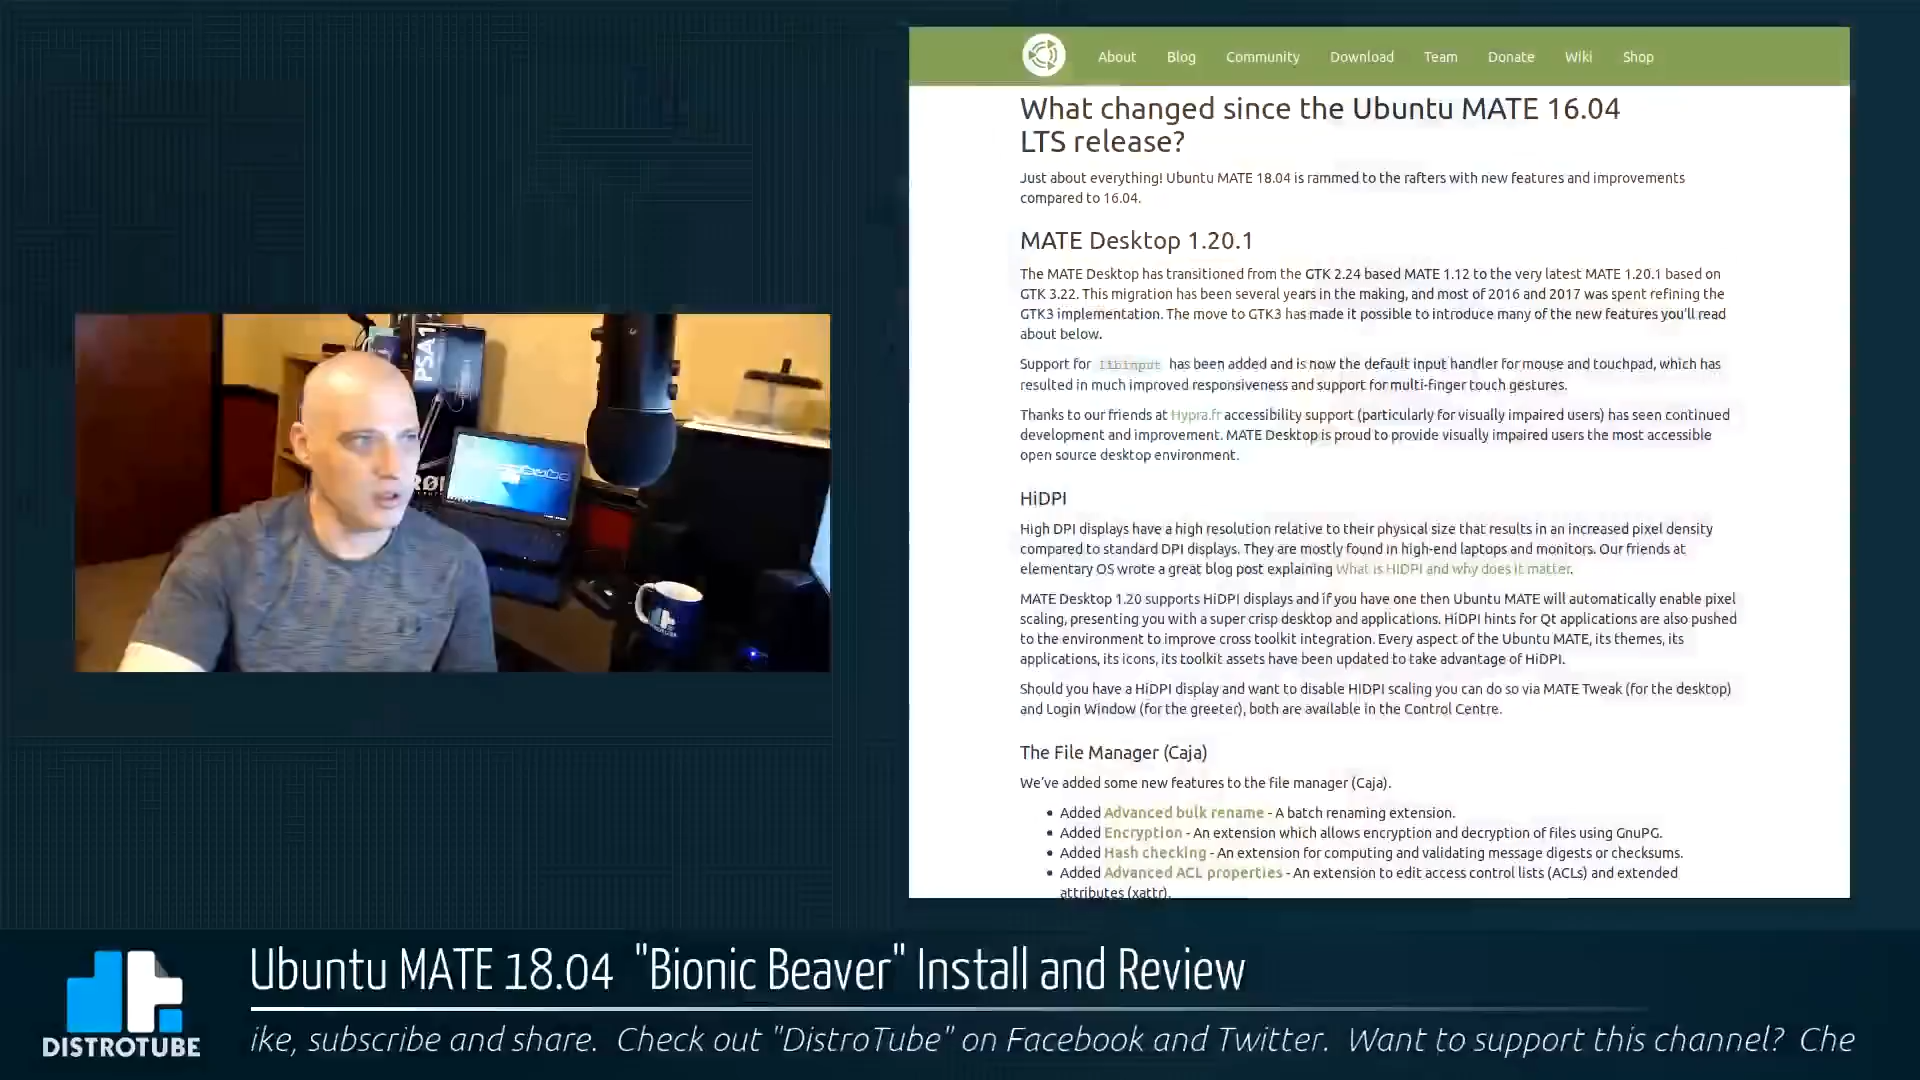 About Blog Community Download Team Donate Wiki Shop
What changed since the Ubuntu MATE 16.04
LTS release?
Just about everything! Ubuntu MATE 18.04 is rammed to the rafters with new features and improvements
compared to 16.04.
MATE Desktop 1.20.1
The MATE Desktop has transitioned from the GTK 2.24 based MATE 1.12 to the very latest MATE 1.20.1 based on
GTK 3.22. This migration has been several years in the making, and most of 2016 and 2017 was spent refining the
GTK3 implementation. The move to GTK3 has made it possible to introduce many of the new features you'll read
about below.
Support for libinput has been added and is now the default input handler for mouse and touchpad, which has
resulted in much improved responsiveness and support for multi-finger touch gestures.
Thanks to our friends at Hypra.fr accessibility support (particularly for visually impaired users) has seen continued
development and improvement. MATE Desktop is proud to provide visually impaired users the most accessible
open source desktop environment.
HiDPI
High DPI displays have a high resolution relative to their physical size that results in an increased pixel density
compared to standard DPI displays. They are mostly found in high-end laptops and monitors. Our friends at
elementary OS wrote a great blog post explaining What is HiDPI and why does it matter.
MATE Desktop 1.20 supports HiDPI displays and if you have one then Ubuntu MATE will automatically enable pixel
scaling, presenting you with a super crisp desktop and applications. HiDPI hints for Qt applications are also pushed
to the environment to improve cross toolkit integration. Every aspect of the Ubuntu MATE, its themes, its
applications, its icons, its toolkit assets have been updated to take advantage of HiDPI.
Should you have a HiDPI display and want to disable HiDPI scaling you can do so via MATE Tweak (for the desktop)
and Login Window (for the greeter), both are available in the Control Centre.
The File Manager (Caja)
We've added some new features to the file manager (Caja).
• Added Advanced bulk rename - A batch renaming extension.
• Added Encryption - An extension which allows encryption and decryption of files using GnuPG.
• Added Hash checking - An extension for computing and validating message digests or checksums.
• Added Advanced ACL properties - An extension to edit access control lists (ACLs) and extended
attributes (xattr).
PSA1
DISTROTUBE
Ubuntu MATE 18.04 "Bionic Beaver" Install and Review
ike, subscribe and share. Check out "DistroTube" on Facebook and Twitter. Want to support this channel? Che
DISTROTUBE